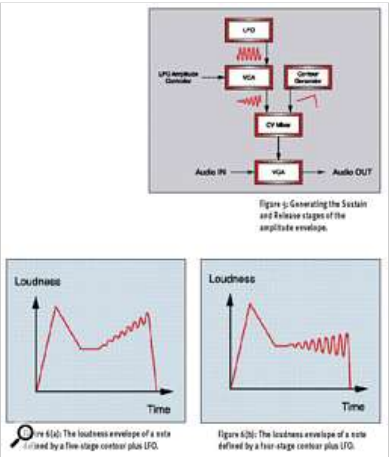 LFO
LFO Amplitude
Controller
VCA
Contour
Generator
CV Mixer
Audio IN
VCA
Audio OUT
Figure 5: Generating the Sustain
and Release stages of the
amplitude envelope.
Loudness
Time
Loudness
Time
6(a): The loudness envelope of a note
defined by a five-stage contour plus LFO.
Figure 6(b): The loudness envelope of a note
defined by a four-stage contour plus LFO.